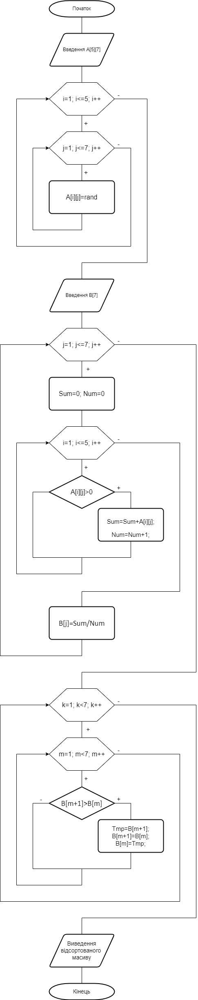 Початок
Введення A[5][7]
i=1; i<=5; i++
-
+
j=1; j<=7; j++
-
+
A[i][j]=rand
Введення B[7]
j=1; j<=7; j++
-
+
Sum=0; Num=0
i=1; i<=5; i++
-
+
A[i][j]>0
+
Sum=Sum+A[i][j];
Num=Num+1;
B[j]=Sum/Num
k=1; k<7; k++
-
+
m=1; m<7; m++
-
+
-
B[m+1]>B[m]
+
Tmp=B[m+1];
B[m+1]=B[m];
B[m]=Tmp;
Виведення
відсортованого
масиву
Кінець